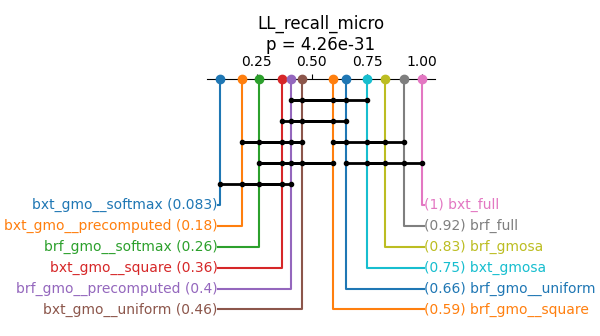 LL_recall_micro
p = 4.26e-31
0.25 0.50 0.75 1.00
bxt_gmo__softmax (0.083) (1) bxt_full
bxt_gmo__precomputed (0.18) (0.92) brf_full
brf_gmo__softmax (0.26) (0.83) brf_gmosa
bxt_gmo__square (0.36) (0.75) bxt_gmosa
brf_gmo__precomputed (0.4) (0.66) brf_gmo__uniform
bxt_gmo__uniform (0.46) (0.59) brf_gmo__square